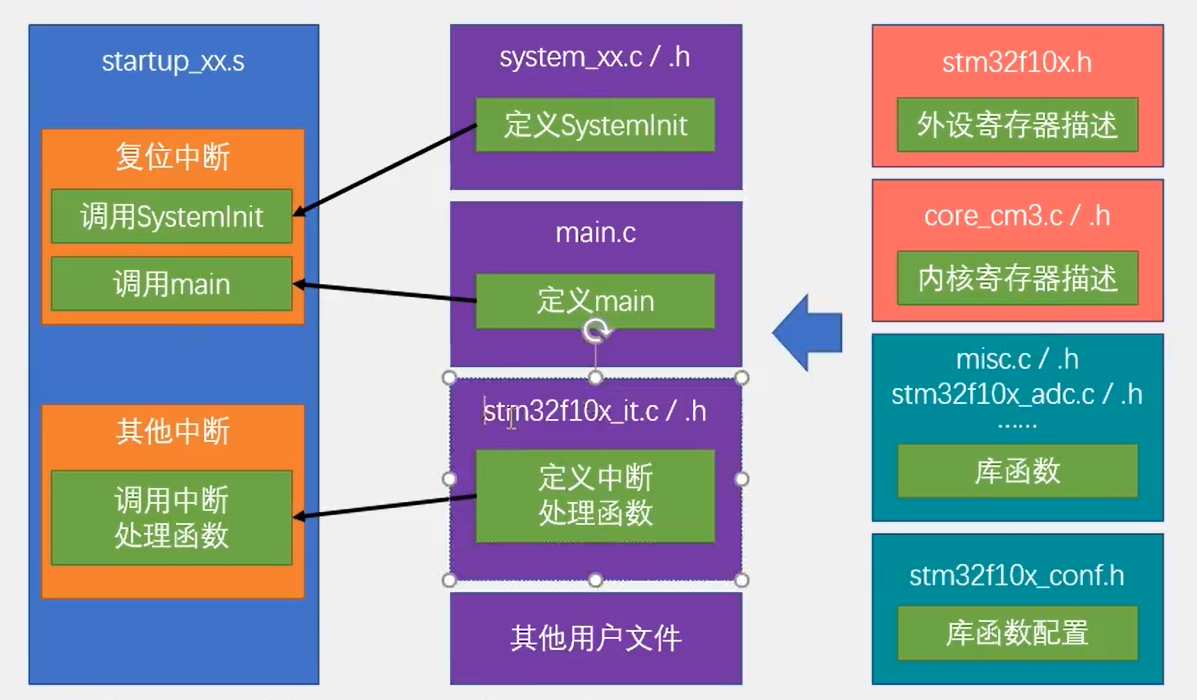 startup_xx.s
复位中断
调用SystemInit
调用main
其他中断
调用中断
处理函数
system_xx.c / .h
定义SystemInit
main.c
定义main
stm32f10x_it.c / .h
定义中断
处理函数
其他用户文件
stm32f10x.h
外设寄存器描述
core_cm3.c / .h
内核寄存器描述
misc.c / .h
stm32f10x_adc.c / .h
......
库函数
stm32f10x_conf.h
库函数配置